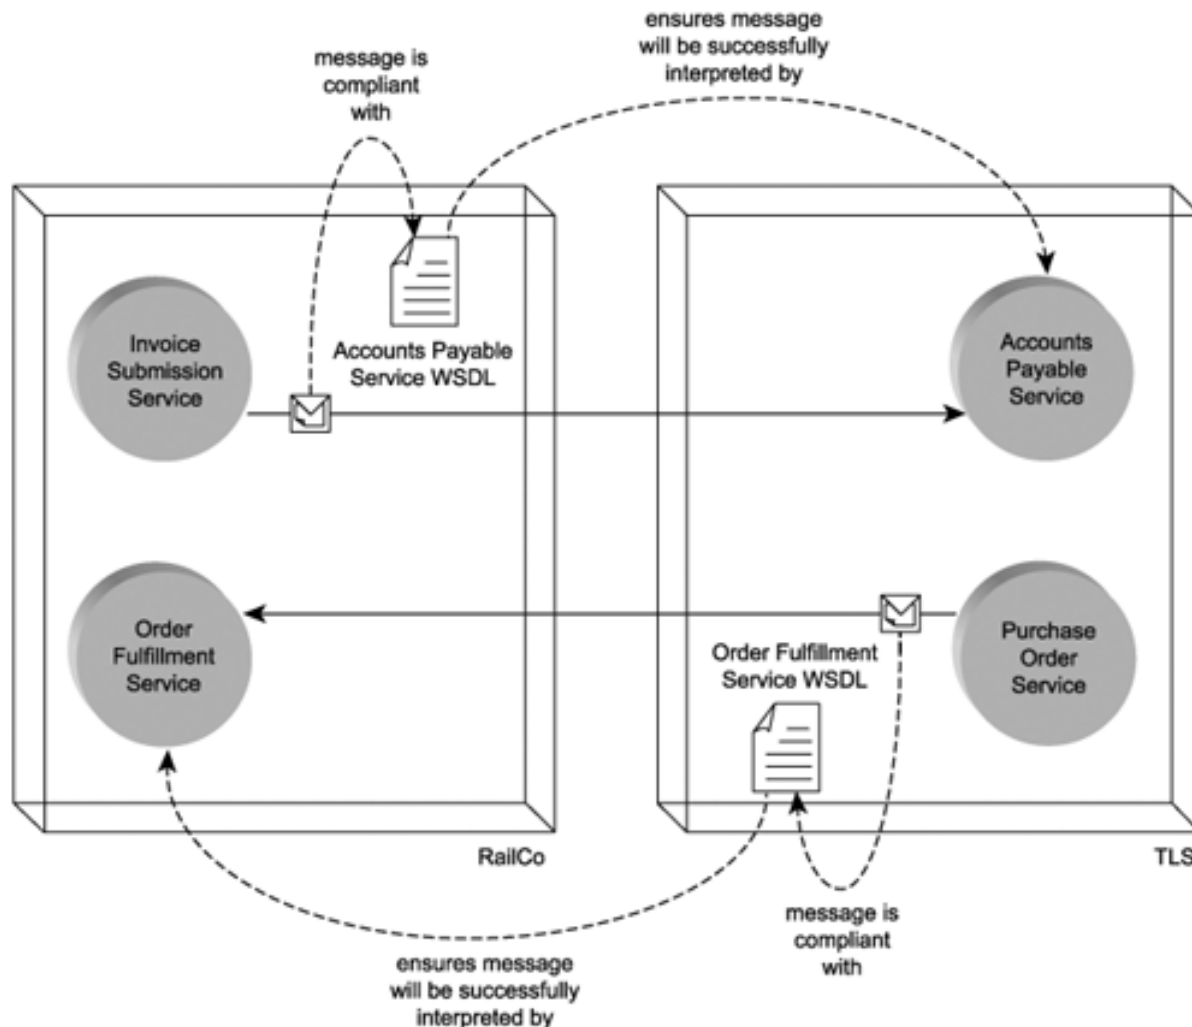 ensures message
will be successfully
interpreted by
message is
compliant
with
Invoice
Submission
Service
Accounts Payable
Service WSDL
Accounts
Payable
Service
Order
Fulfillment
Service
Order Fulfillment
Service WSDL
Purchase
Order
Service
RailCo
TLS
message is
compliant
with
ensures message
will be successfully
interpreted by